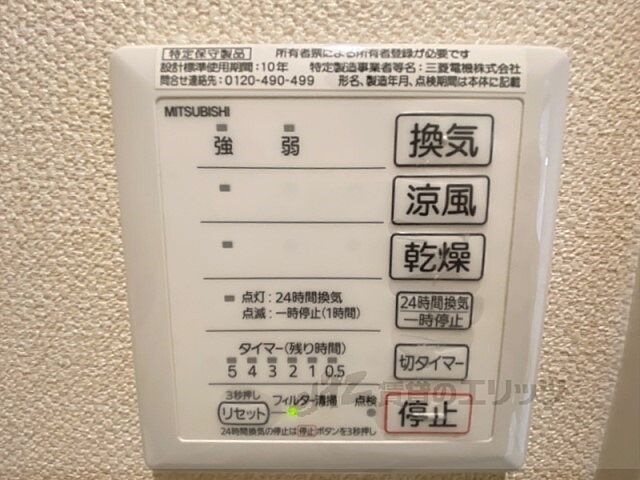 特定保守製品 所有者票による所有者登録が必要です
設計標準使用期間：10年 特定製造事業者等名：三菱電機株式会社
問合せ連絡先：0120-490-499 形名、製造年月、点検期間は本体に記載
MITSUBISHI
強 弱 換気
涼風
乾燥
点灯：24時間換気
点滅：一時停止(1時間)
24時間換気
一時停止
タイマー(残り時間)
5 4 3 2 1 0.5
切タイマー
3秒押し
リセット フィルター清掃 点検 停止
24時間換気の停止は停止ボタンを3秒押し
賃貸のエリッツ